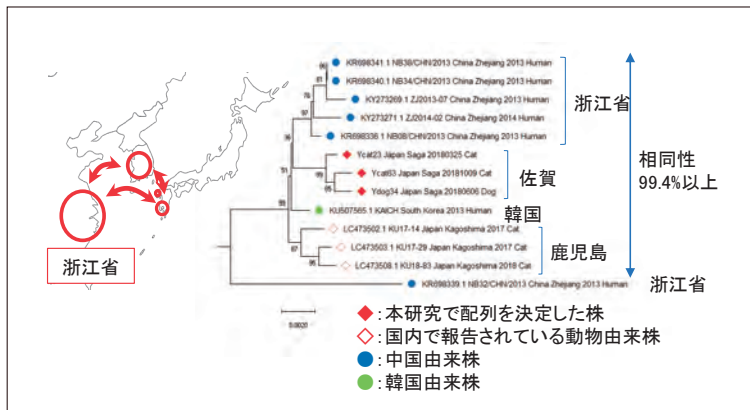 KR698341.1 NB38/CHN/2013 China Zhejiang 2013 Human
KR698340.1 NB34/CHN/2013 China Zhejiang 2013 Human
KY273269.1 ZJ2013-07 China Zhejiang 2013 Human
KY273271.1 ZJ2014-02 China Zhejiang 2014 Human
KR698336.1 NB08/CHN/2013 China Zhejiang 2013 Human
浙江省
Ycat23 Japan Saga 20180325 Cat
Ycat63 Japan Saga 20181009 Cat
Ydog34 Japan Saga 20180606 Dog
佐賀
KU507565.1 KAICH South Korea 2013 Human
韓国
LC473502.1 KU17-14 Japan Kagoshima 2017 Cat
LC473503.1 KU17-29 Japan Kagoshima 2017 Cat
LC473508.1 KU18-83 Japan Kagoshima 2018 Cat
鹿児島
KR698339.1 NB32/CHN/2013 China Zhejiang 2013 Human
浙江省
相同性
99.4%以上
浙江省
0.0020
◆:本研究で配列を決定した株
◇:国内で報告されている動物由来株
●:中国由来株
●:韓国由来株